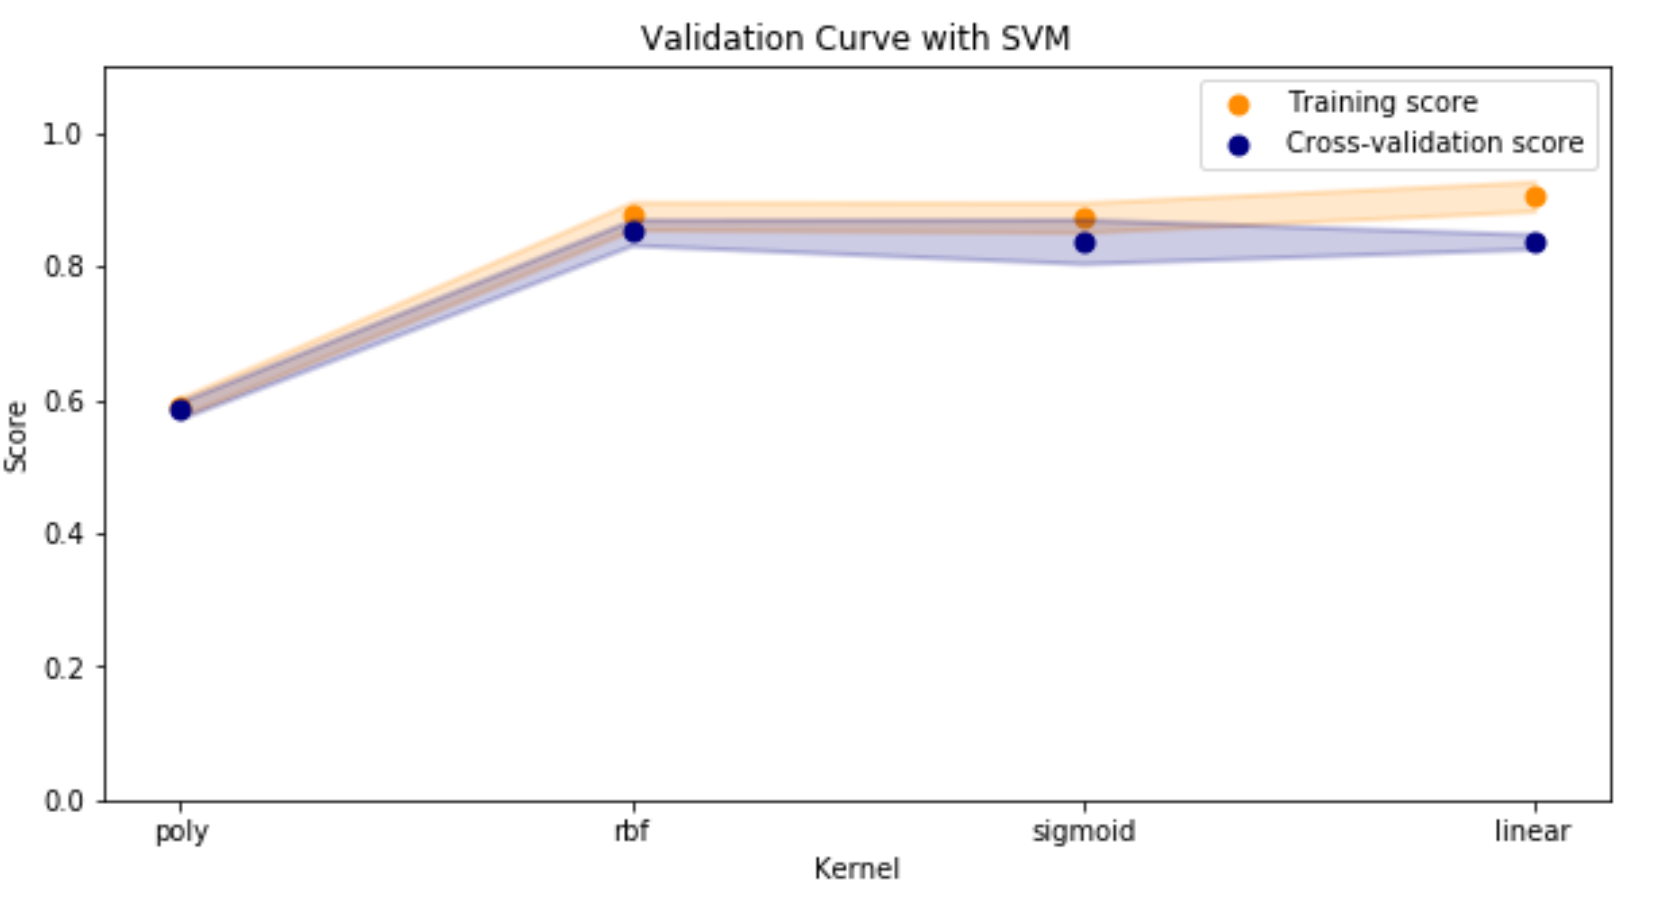 Validation Curve with SVM
Training score
Cross-validation score
1.0
0.8
0.6
0.4
0.2
0.0
Score
poly
rbf
sigmoid
linear
Kernel